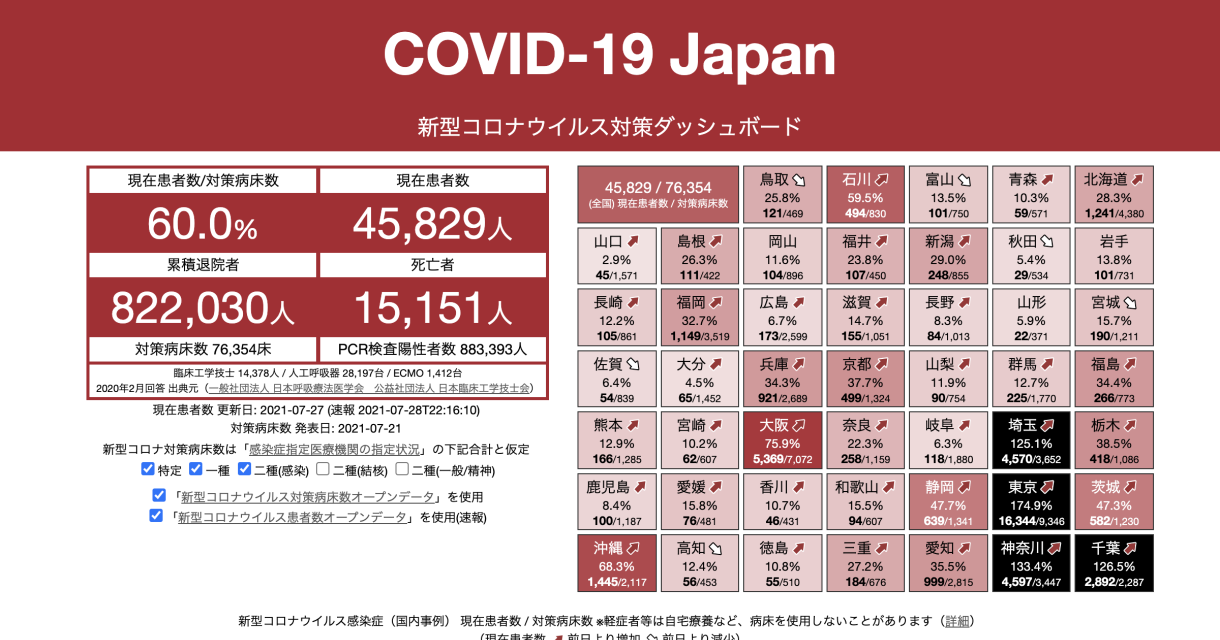 COVID-19 Japan
新型コロナウイルス対策ダッシュボード
現在患者数/対策病床数 現在患者数
60.0% 45,829人
累積退院者 死亡者
822,030人 15,151人
対策病床数 76,354床 PCR検査陽性者数 883,393人
臨床工学技士 14,378人 / 人工呼吸器 28,197台 / ECMO 1,412台
2020年2月回答 出典元（一般社団法人 日本呼吸療法医学会 公益社団法人 日本臨床工学技士会）
現在患者数 更新日: 2021-07-27 (速報 2021-07-28T22:16:10)
対策病床数 発表日: 2021-07-21
新型コロナ対策病床数は「感染症指定医療機関の指定状況」の下記合計と仮定
特定 一種 二種(感染) 二種(結核) 二種(一般/精神)
「新型コロナウイルス対策病床数オープンデータ」を使用
「新型コロナウイルス患者数オープンデータ」を使用(速報)
45,829 / 76,354
(全国) 現在患者数 / 対策病床数
鳥取 石川 富山 青森 北海道
25.8% 59.5% 13.5% 10.3% 28.3%
121/469 494/830 101/750 59/571 1,241/4,380
山口 島根 岡山 福井 新潟 秋田 岩手
2.9% 26.3% 11.6% 23.8% 29.0% 5.4% 13.8%
45/1,571 111/422 104/896 107/450 248/855 29/534 101/731
長崎 福岡 広島 滋賀 長野 山形 宮城
12.2% 32.7% 6.7% 14.7% 8.3% 5.9% 15.7%
105/861 1,149/3,519 173/2,599 155/1,051 84/1,013 22/371 190/1,211
佐賀 大分 兵庫 京都 山梨 群馬 福島
6.4% 4.5% 34.3% 37.7% 11.9% 12.7% 34.4%
54/839 65/1,452 921/2,689 499/1,324 90/754 225/1,770 266/773
熊本 宮崎 大阪 奈良 岐阜 埼玉 栃木
12.9% 10.2% 75.9% 22.3% 6.3% 125.1% 38.5%
166/1,285 62/607 5,369/7,072 258/1,159 118/1,880 4,570/3,652 418/1,086
鹿児島 愛媛 香川 和歌山 静岡 東京 茨城
8.4% 15.8% 10.7% 15.5% 47.7% 174.9% 47.3%
100/1,187 76/481 46/431 94/607 639/1,341 16,344/9,346 582/1,230
沖縄 高知 徳島 三重 愛知 神奈川 千葉
68.3% 12.4% 10.8% 27.2% 35.5% 133.4% 126.5%
1,445/2,117 56/453 55/510 184/676 999/2,815 4,597/3,447 2,892/2,287
新型コロナウイルス感染症（国内事例） 現在患者数 / 対策病床数 ※軽症者等は自宅療養など、病床を使用しないことがあります（詳細）
（現在患者数 前日より増加 前日より減少）